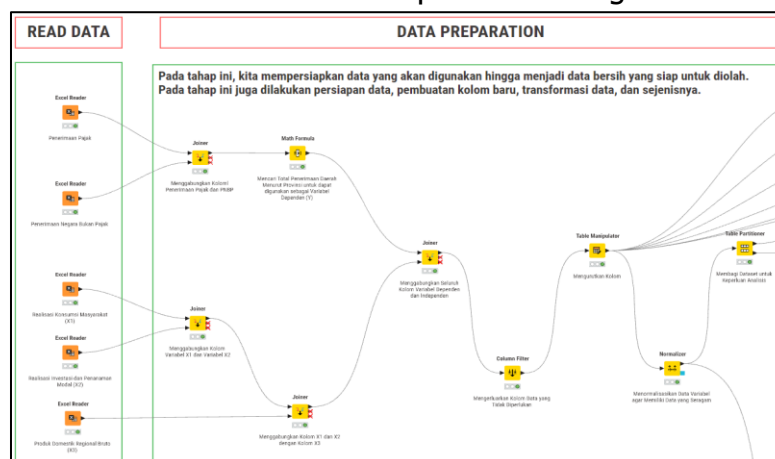 READ DATA
DATA PREPARATION
Pada tahap ini, kita mempersiapkan data yang akan digunakan hingga menjadi data bersih yang siap untuk diolah.
Pada tahap ini juga dilakukan persiapan data, pembuatan kolom baru, transformasi data, dan sejenisnya.
Excel Reader
Penerimaan Pajak
Excel Reader
Penerimaan Negara Bukan Pajak
Joiner
Menggabungkan Kolom
Penerimaan Pajak dan PNBP
Math Formula
Mencari Total Penerimaan Daerah
Menurut Provinsi untuk dapat
digunakan sebagai Variabel
Dependen (Y)
Excel Reader
Realisasi Konsumsi Masyarakat
(X1)
Excel Reader
Realisasi Investasi dan Penanaman
Modal (X2)
Excel Reader
Produk Domestik Regional Bruto
(X3)
Joiner
Menggabungkan Kolom
Variabel X1 dan Variabel X2
Joiner
Menggabungkan Kolom X1 dan X2
dengan Kolom X3
Joiner
Menggabungkan Seluruh
Kolom Variabel Dependen
dan Independen
Column Filter
Mengeluarkan Kolom Data yang
Tidak Diperlukan
Table Manipulator
Mengurutkan Kolom
Table Partitioner
Membagi Dataset untuk
Keperluan Analisis
Normalizer
Menormalisasikan Data Variabel
agar Memiliki Data yang Seragam